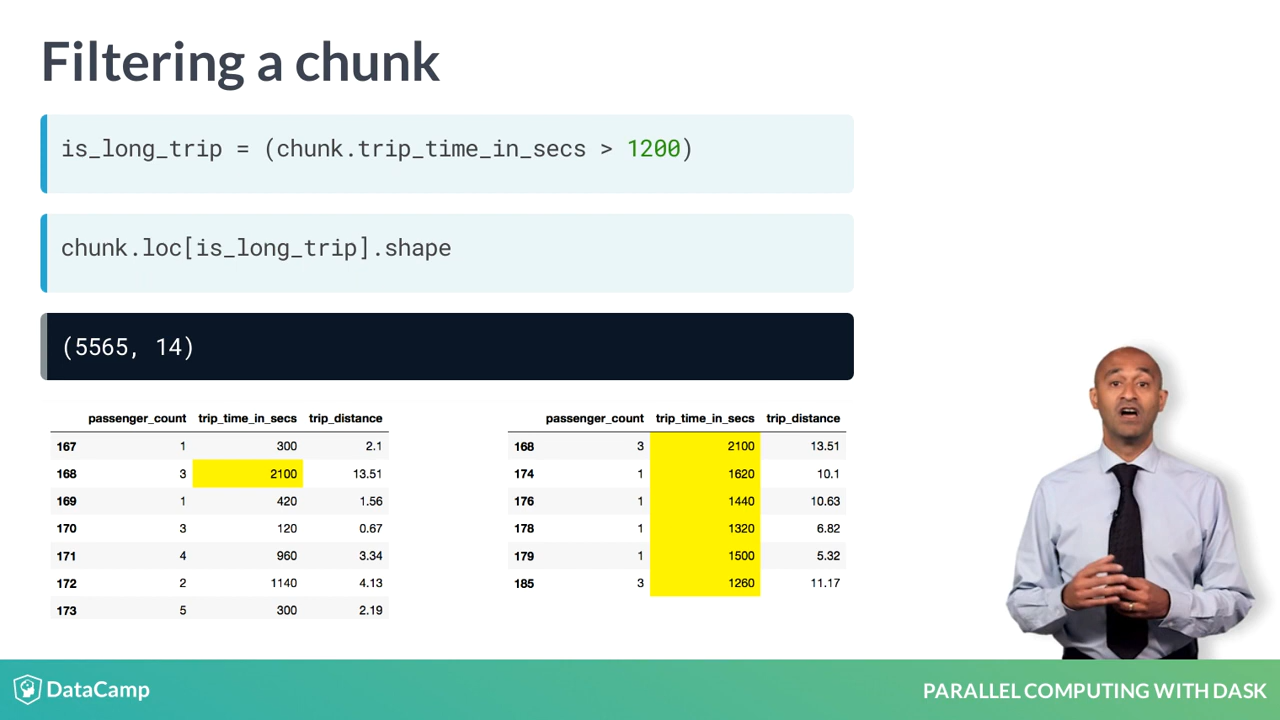 Filtering a chunk
is_long_trip = (chunk.trip_time_in_secs > 1200)
chunk.loc[is_long_trip].shape
(5565, 14)
passenger_count trip_time_in_secs trip_distance
167 1 300 2.1
168 3 2100 13.51
169 1 420 1.56
170 3 120 0.67
171 4 960 3.34
172 2 1140 4.13
173 5 300 2.19
passenger_count trip_time_in_secs trip_distance
168 3 2100 13.51
174 1 1620 10.1
176 1 1440 10.63
178 1 1320 6.82
179 1 1500 5.32
185 3 1260 11.17
DataCamp
PARALLEL COMPUTING WITH DASK